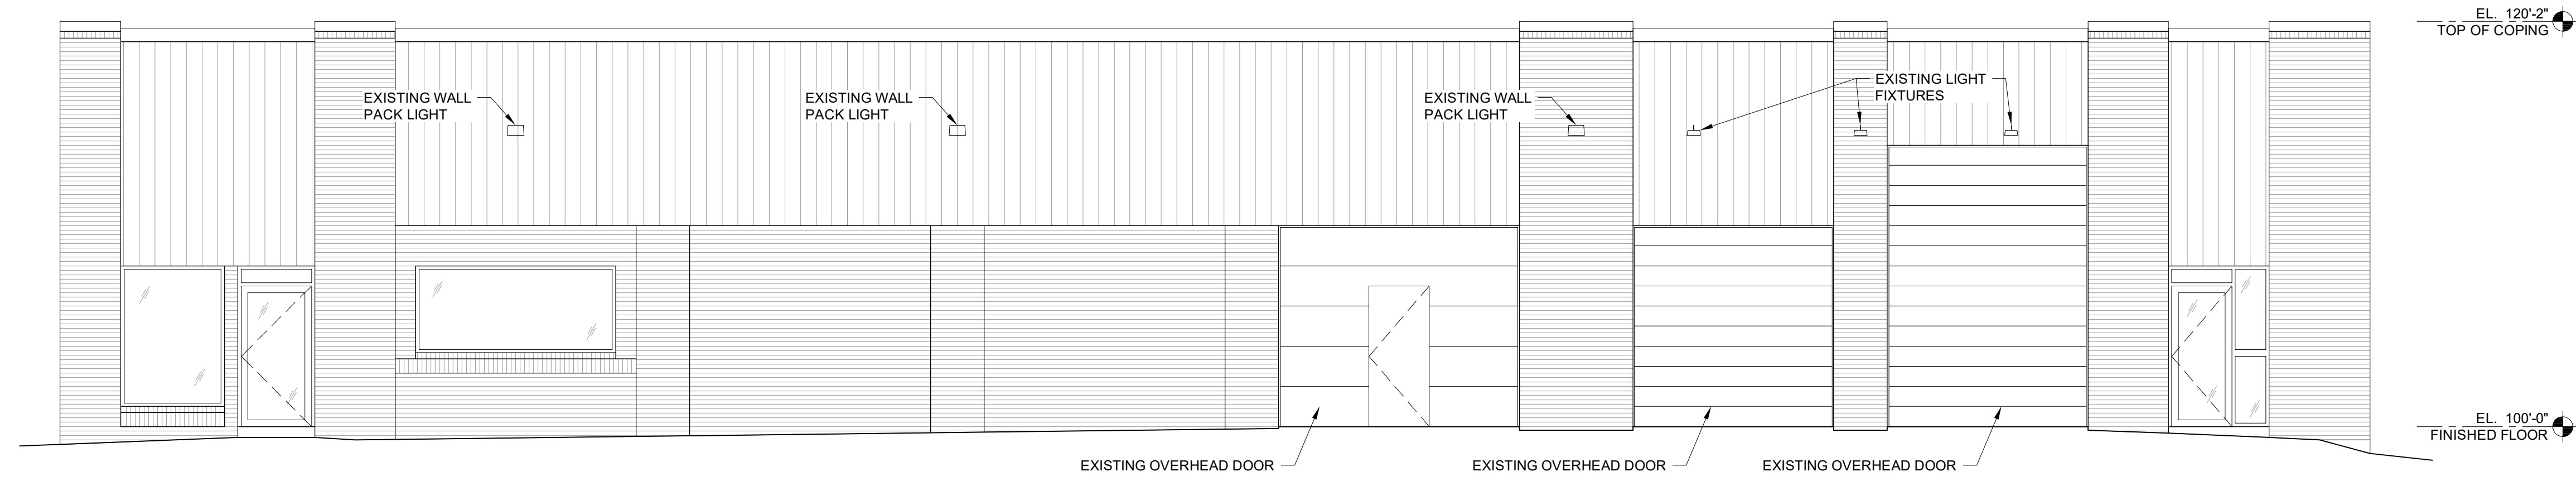 EL. 120'-2"
TOP OF COPING
EXISTING WALL
PACK LIGHT
EXISTING WALL
PACK LIGHT
EXISTING WALL
PACK LIGHT
EXISTING LIGHT
FIXTURES
EL. 100'-0"
FINISHED FLOOR
EXISTING OVERHEAD DOOR
EXISTING OVERHEAD DOOR
EXISTING OVERHEAD DOOR